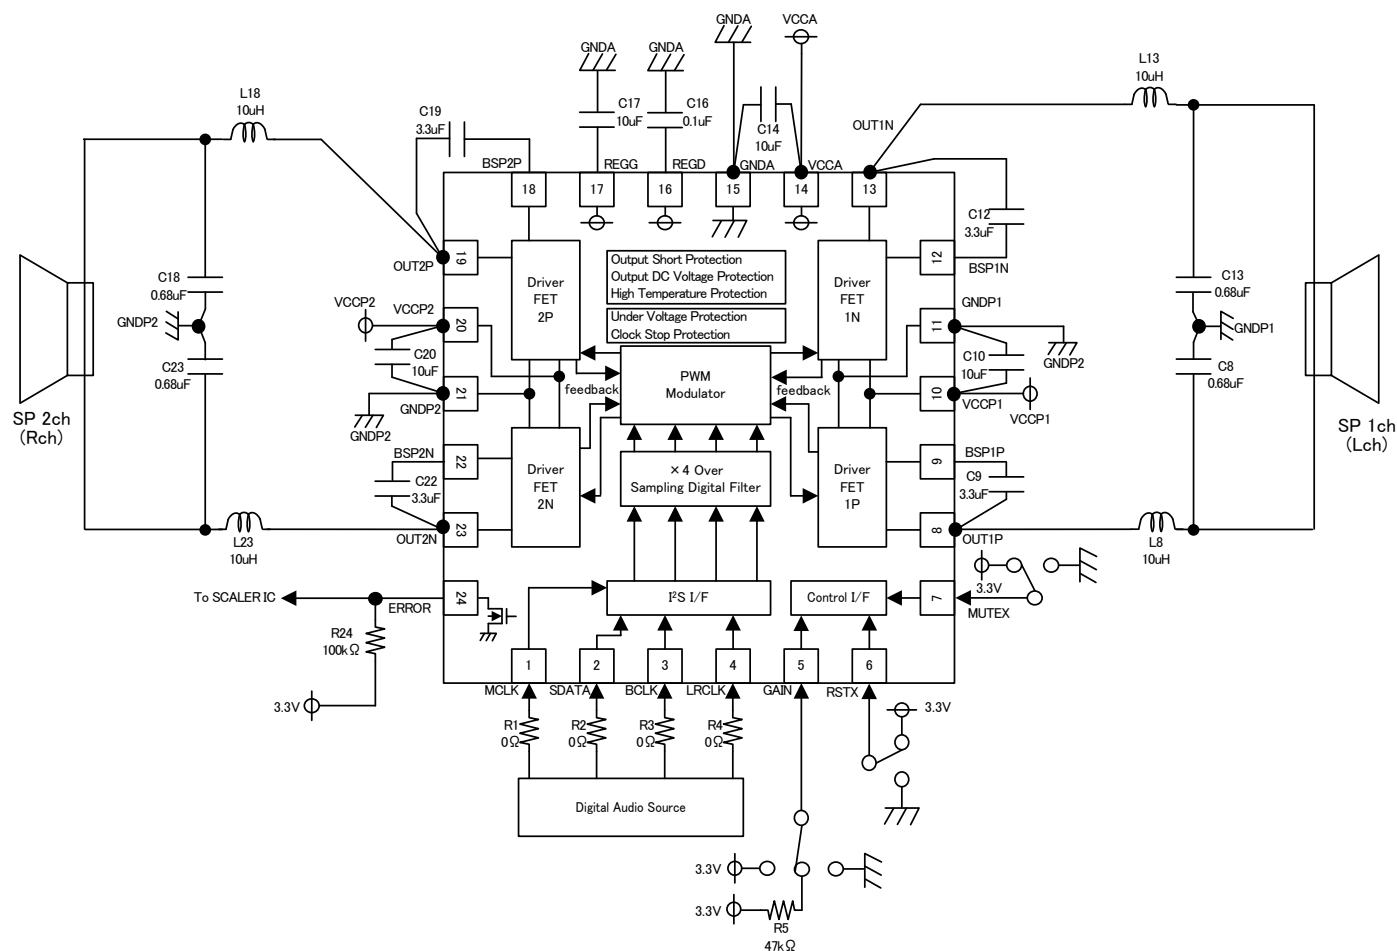 GNDA
VCCA
GNDA
GNDA
L18
10uH
C19
3.3uF
C17
10uF
C16
0.1uF
C14
10uF
OUT1N
L13
10uH
BSP2P
REGG
REGD
GNDA
VCCA
18
17
16
15
14
13
C12
3.3uF
19
OUT2P
Driver
FET
2P
Output Short Protection
Output DC Voltage Protection
High Temperature Protection
Under Voltage Protection
Clock Stop Protection
Driver
FET
1N
12
BSP1N
C18
0.68uF
GNDP2
C23
0.68uF
VCCP2
VCCP2
20
C20
10uF
21
GNDP2
GNDP2
feedback
PWM
Modulator
feedback
GNDP1
11
C10
10uF
GNDP2
10
VCCP1
VCCP1
C13
0.68uF
GNDP1
C8
0.68uF
SP 2ch
(Rch)
SP 1ch
(Lch)
BSP2N
22
C22
3.3uF
23
OUT2N
Driver
FET
2N
×4 Over
Sampling Digital Filter
Driver
FET
1P
9
BSP1P
C9
3.3uF
8
OUT1P
L23
10uH
L8
10uH
To SCALER IC
ERROR
24
I²S I/F
Control I/F
7
MUTEX
3.3V
R24
100kΩ
3.3V
1
2
3
4
5
6
MCLK
SDATA
BCLK
LRCLK
GAIN
RSTX
R1
0Ω
R2
0Ω
R3
0Ω
R4
0Ω
3.3V
Digital Audio Source
3.3V
3.3V
R5
47kΩ